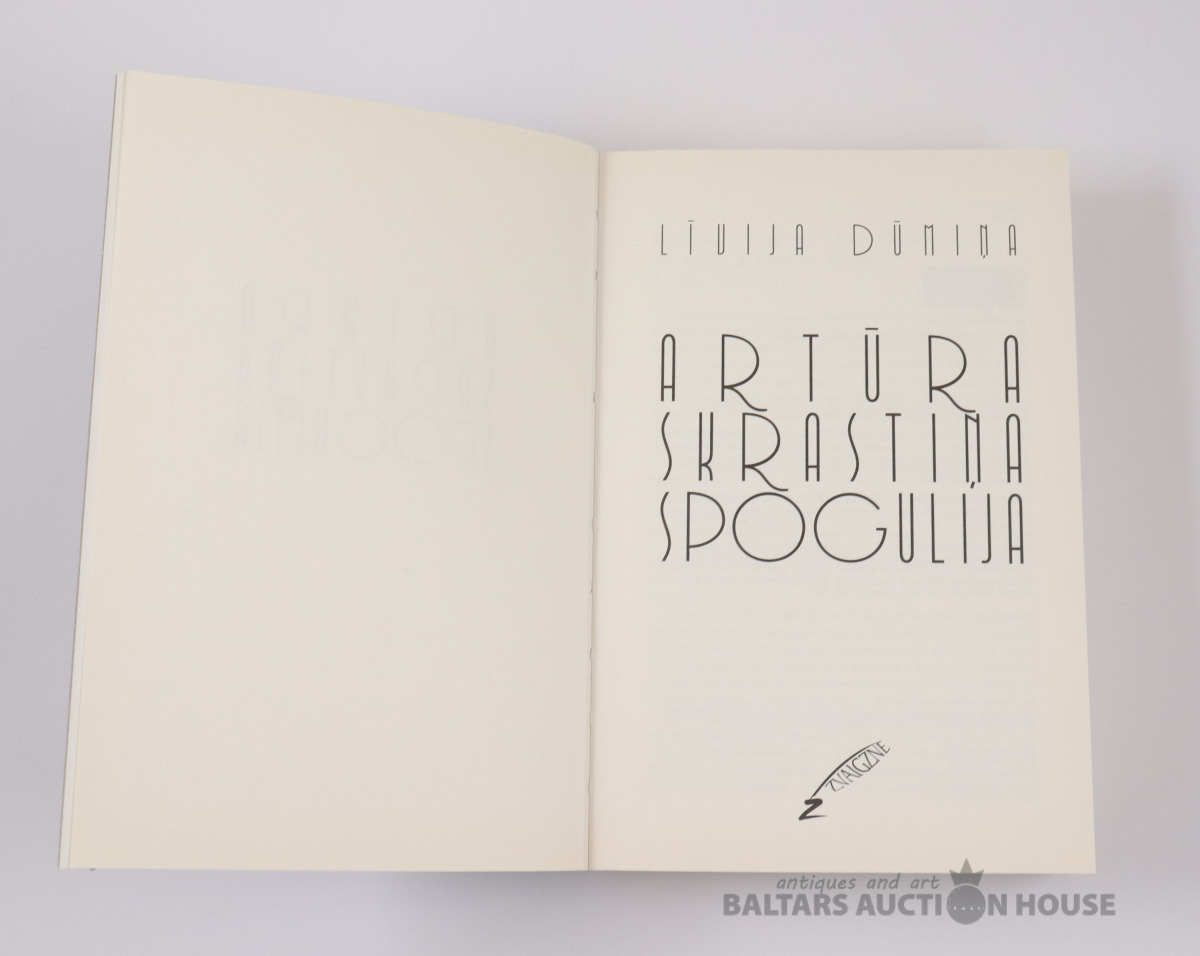 LĪVIJA DŪMIŅA
ARTŪRA
SKRASTIŅA
SPOGULIJA
ZVAIGZNE
Z
antiques and art
BALTARS AUCTION HOUSE